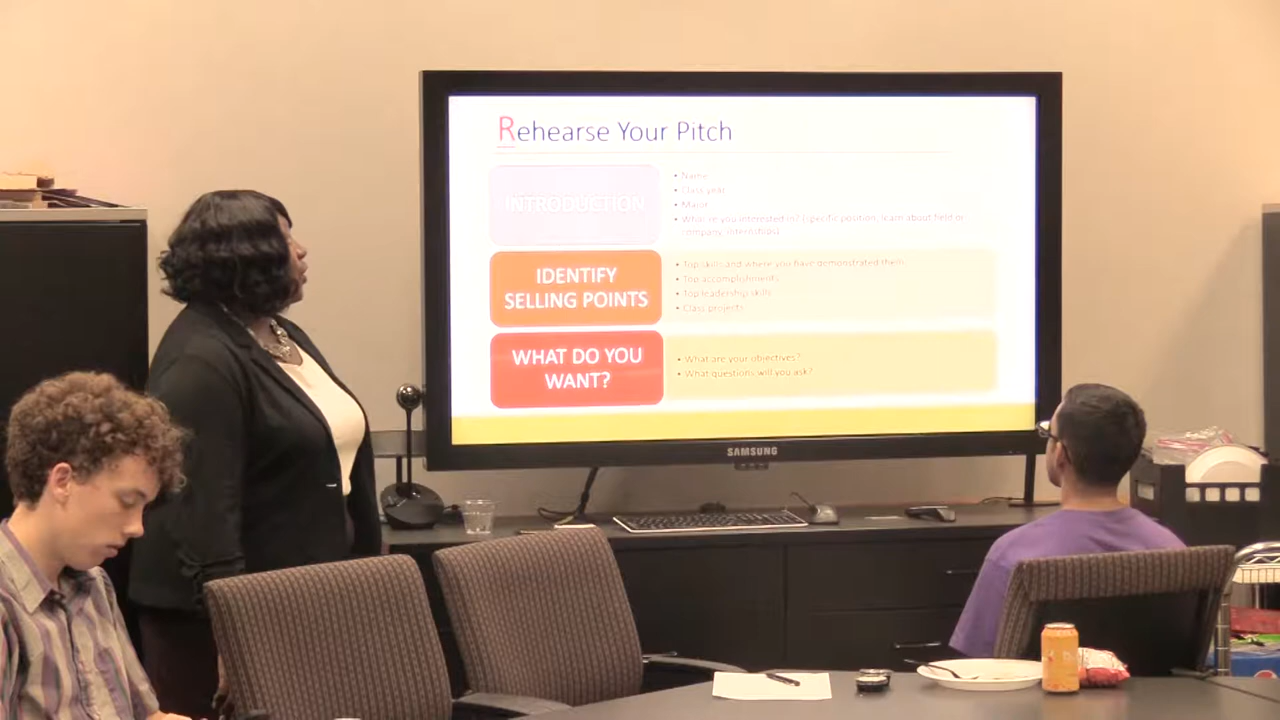 Rehearse Your Pitch
INTRODUCTION
• Name
• Class year
• Major
• What are you interested in? (specific position, learn about field or
company, internships)
IDENTIFY
SELLING POINTS
• Top skills and where you have demonstrated them
• Top accomplishments
• Top leadership skills
• Class projects
WHAT DO YOU
WANT?
• What are your objectives?
• What questions will you ask?
SAMSUNG